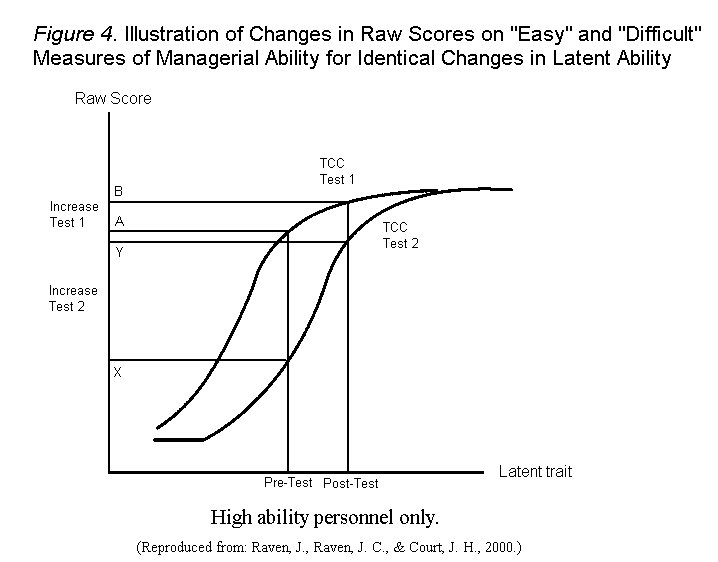 Figure 4. Illustration of Changes in Raw Scores on "Easy" and "Difficult"
Measures of Managerial Ability for Identical Changes in Latent Ability
Raw Score
TCC
Test 1
B
Increase
Test 1
A
TCC
Test 2
Y
Increase
Test 2
X
Latent trait
Pre-Test Post-Test
High ability personnel only.
(Reproduced from: Raven, J., Raven, J. C., & Court, J. H., 2000.)